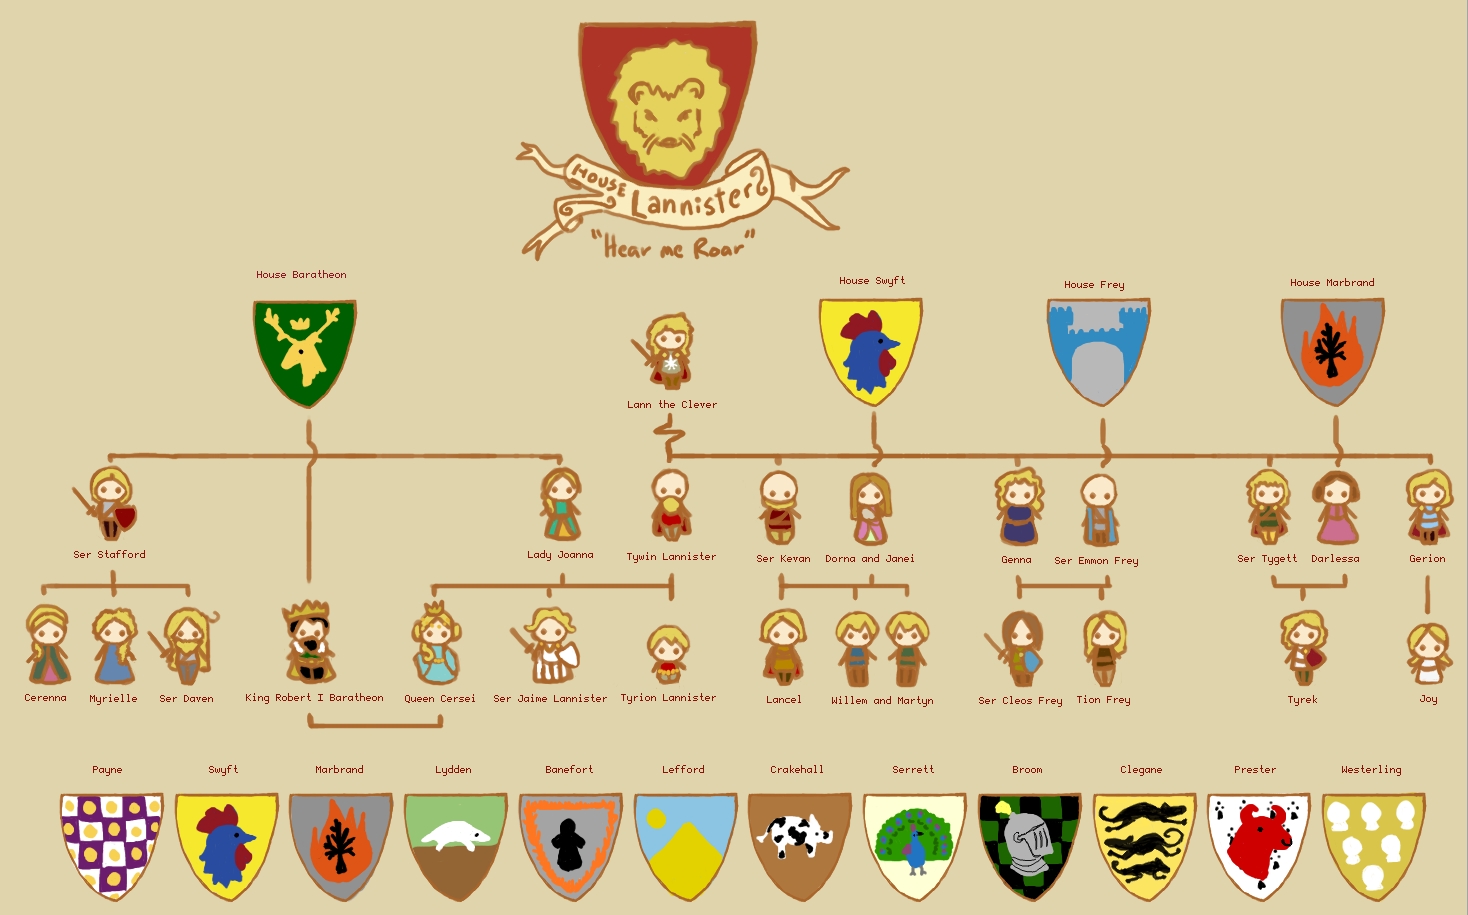 House Lannister
"Hear me Roar"
House Baratheon
House Swyft
House Frey
House Marbrand
Lann the Clever
Ser Stafford
Lady Joanna
Tywin Lannister
Ser Kevan
Dorna and Janei
Genna
Ser Emmon Frey
Ser Tygett
Darlessa
Gerion
Cerenna
Myrielle
Ser Daven
King Robert I Baratheon
Queen Cersei
Ser Jaime Lannister
Tyrion Lannister
Lancel
Willem and Martyn
Ser Cleos Frey
Tion Frey
Tyrek
Joy
Payne
Swyft
Marbrand
Lydden
Banefort
Lefford
Crakehall
Serrett
Broom
Clegane
Prester
Westerling